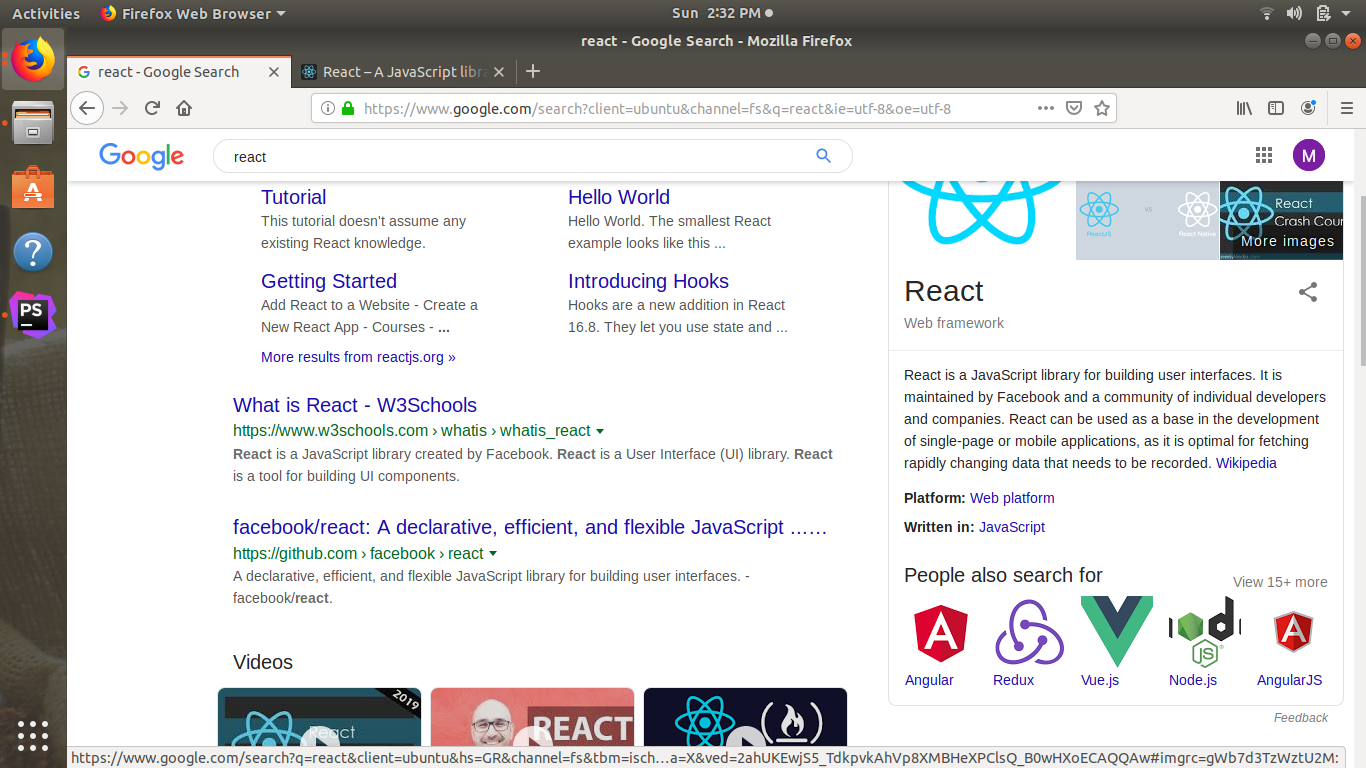 Activities
Firefox Web Browser
Sun 2:32 PM
react - Google Search - Mozilla Firefox
react - Google Search
React – A JavaScript libra
https://www.google.com/search?client=ubuntu&channel=fs&q=react&ie=utf-8&oe=utf-8
Google
react
M
Tutorial
This tutorial doesn't assume any
existing React knowledge.
Hello World
Hello World. The smallest React
example looks like this ...
Getting Started
Add React to a Website - Create a
New React App - Courses - ...
Introducing Hooks
Hooks are a new addition in React
16.8. They let you use state and ...
More results from reactjs.org »
What is React - W3Schools
https://www.w3schools.com › whatis › whatis_react
React is a JavaScript library created by Facebook. React is a User Interface (UI) library. React
is a tool for building UI components.
facebook/react: A declarative, efficient, and flexible JavaScript ...…
https://github.com › facebook › react
A declarative, efficient, and flexible JavaScript library for building user interfaces. -
facebook/react.
Videos
2019
React
REACT
ReactJS
VS
React Native
React
Crash Cour
More images
React
Web framework
React is a JavaScript library for building user interfaces. It is
maintained by Facebook and a community of individual developers
and companies. React can be used as a base in the development
of single-page or mobile applications, as it is optimal for fetching
rapidly changing data that needs to be recorded. Wikipedia
Platform: Web platform
Written in: JavaScript
People also search for
View 15+ more
Angular
Redux
Vue.js
Node.js
AngularJS
Feedback
PS
https://www.google.com/search?q=react&client=ubuntu&hs=GR&channel=fs&tbm=isch…a=X&ved=2ahUKEwjS5_TdkpvkAhVp8XMBHeXPClsQ_B0wHXoECAQQAw#imgrc=gWb7d3TzWztU2M: